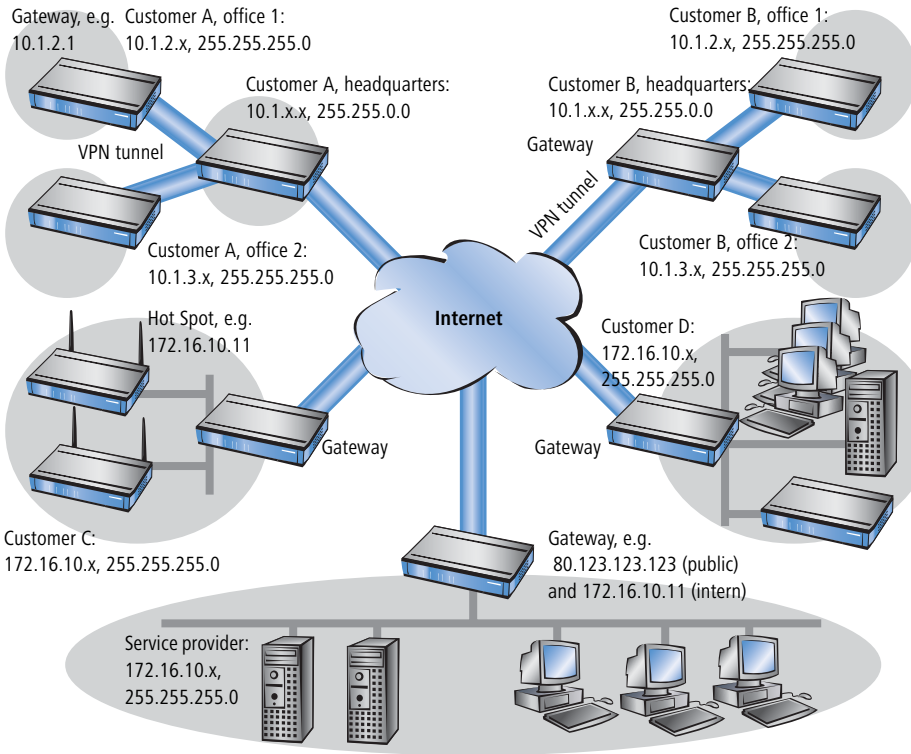 Gateway, e.g.
10.1.2.1
Customer A, office 1:
10.1.2.x, 255.255.255.0
Customer B, office 1:
10.1.2.x, 255.255.255.0
Customer A, headquarters:
10.1.x.x, 255.255.0.0
Customer B, headquarters:
10.1.x.x, 255.255.0.0
VPN tunnel
Gateway
VPN tunnel
Customer A, office 2:
10.1.3.x, 255.255.255.0
Customer B, office 2:
10.1.3.x, 255.255.255.0
Internet
Hot Spot, e.g.
172.16.10.11
Customer D:
172.16.10.x,
255.255.255.0
Gateway
Gateway
Customer C:
172.16.10.x, 255.255.255.0
Gateway, e.g.
80.123.123.123 (public)
and 172.16.10.11 (intern)
Service provider:
172.16.10.x,
255.255.255.0